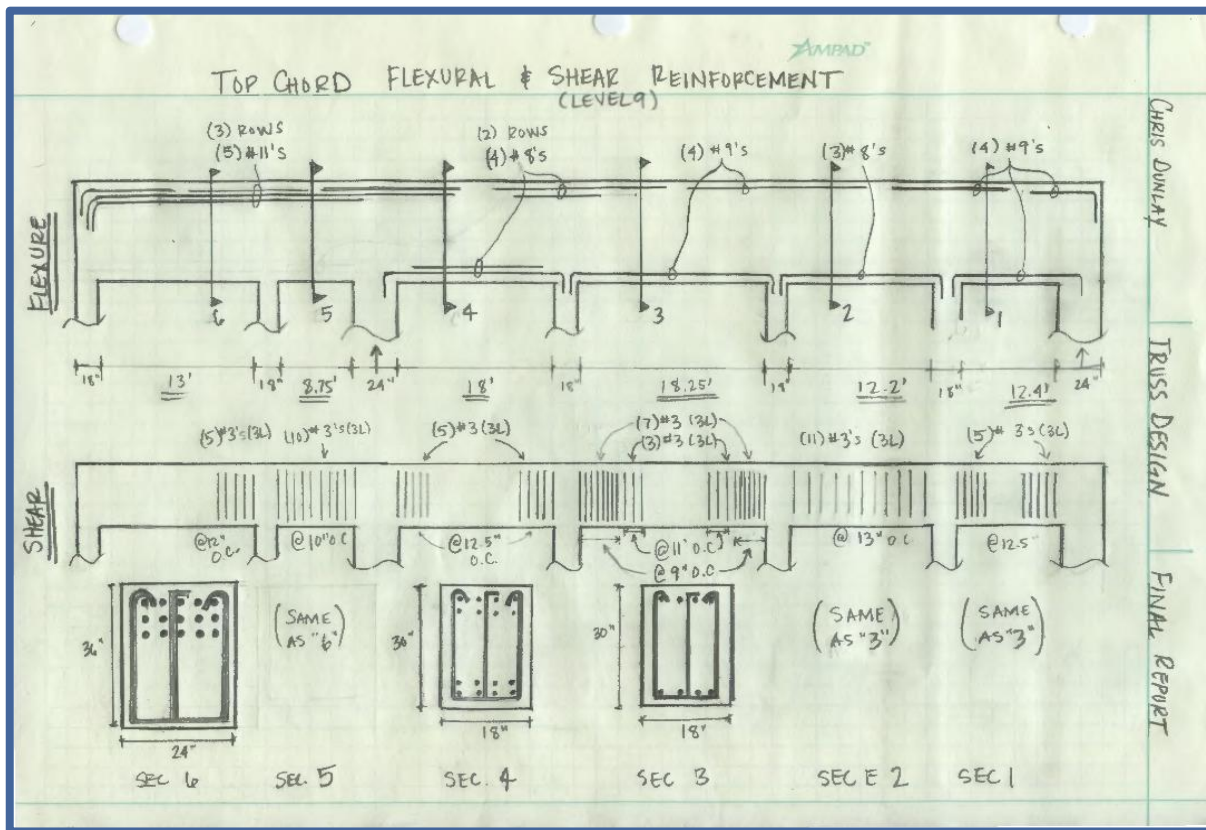 AMPAD™
TOP CHORD FLEXURAL & SHEAR REINFORCEMENT
(LEVEL 9)
(3) ROWS
(5) #11's
(2) ROWS
(4) # 8's
(4) # 9's
(3) # 8's
(4) # 9's
FLEXURE
6
5
4
3
2
1
18"
13'
18"
8.75'
24"
18'
18"
18.25'
18"
12.2'
18"
12.4'
24"
(5) #3's (3L)
(10) #3's (3L)
(5) #3 (3L)
(7) #3 (3L)
(3) #3 (3L)
(11) #3's (3L)
(5) # 3's (3L)
SHEAR
@12"
O.C.
@10" O.C
@12.5"
O.C.
@11" O.C
@9" O.C
@ 13" O.C
@12.5"
36"
24"
SEC 6
(SAME
AS "6")
SEC. 5
18"
SEC. 4
30"
18"
SEC 3
(SAME
AS "3")
SEC E 2
(SAME
AS "3")
SEC 1
CHRIS DUNLAY
TRUSS DESIGN
FINAL REPORT